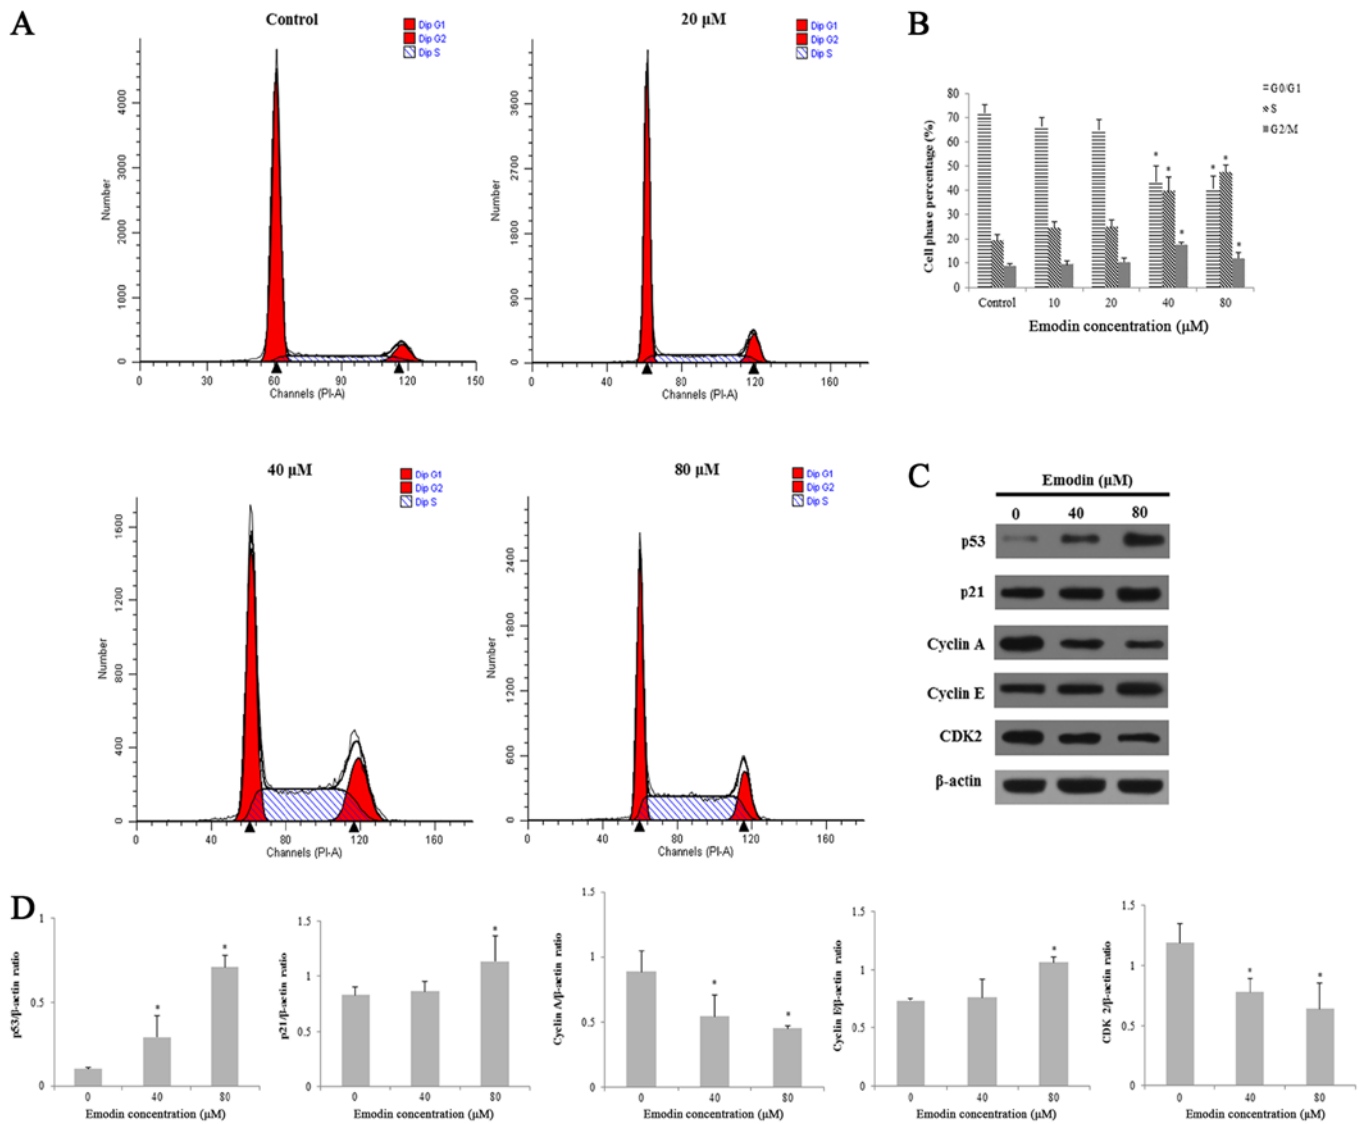 A
Control
Dip G1
Dip G2
Dip S
Number
0
1000
2000
3000
4000
0
30
60
90
120
150
Channels (PI-A)
20 μM
Dip G1
Dip G2
Dip S
Number
0
900
1800
2700
3600
0
40
80
120
160
Channels (PI-A)
B
Cell phase percentage (%)
80
70
60
50
40
30
20
10
0
G0/G1
S
G2/M
* * *
* * *
Control 10 20 40 80
Emodin concentration (μM)
40 μM
Dip G1
Dip G2
Dip S
Number
0
400
800
1200
1600
0 40 80 120 160
Channels (PI-A)
80 μM
Dip G1
Dip G2
Dip S
Number
0
600
1200
1800
2400
0 40 80 120 160
Channels (PI-A)
C
Emodin (μM)
0 40 80
p53
p21
Cyclin A
Cyclin E
CDK2
β-actin
D
p53/β-actin ratio
1
0.5
0
* *
0 40 80
Emodin concentration (μM)
p21/β-actin ratio
1.5
1
0.5
0
*
0 40 80
Emodin concentration (μM)
Cyclin A/β-actin ratio
1.5
1
0.5
0
* *
0 40 80
Emodin concentration (μM)
Cyclin E/β-actin ratio
1.5
1
0.5
0
*
0 40 80
Emodin concentration (μM)
CDK 2/β-actin ratio
1.5
1
0.5
0
* *
0 40 80
Emodin concentration (μM)